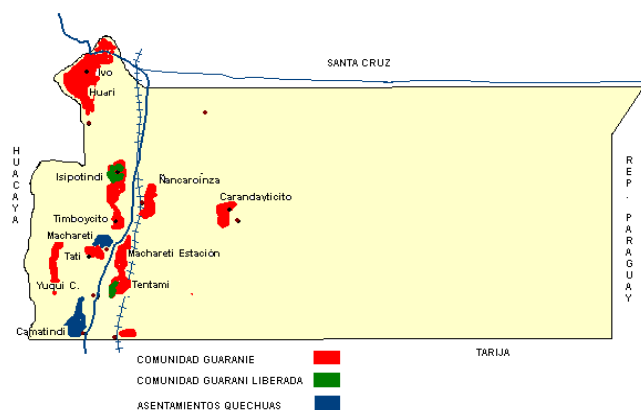 SANTA CRUZ
Ivo
Huari
HUACAYA
Isipotindi
Ñancaroinza
Carandayticito
Timboycito
Machareti
Machareti Estación
Tati
Yuqui C.
Tentami
Camatindi
REP. PARAGUAY
TARIJA
COMUNIDAD GUARANIE
COMUNIDAD GUARANI LIBERADA
ASENTAMIENTOS QUECHUAS